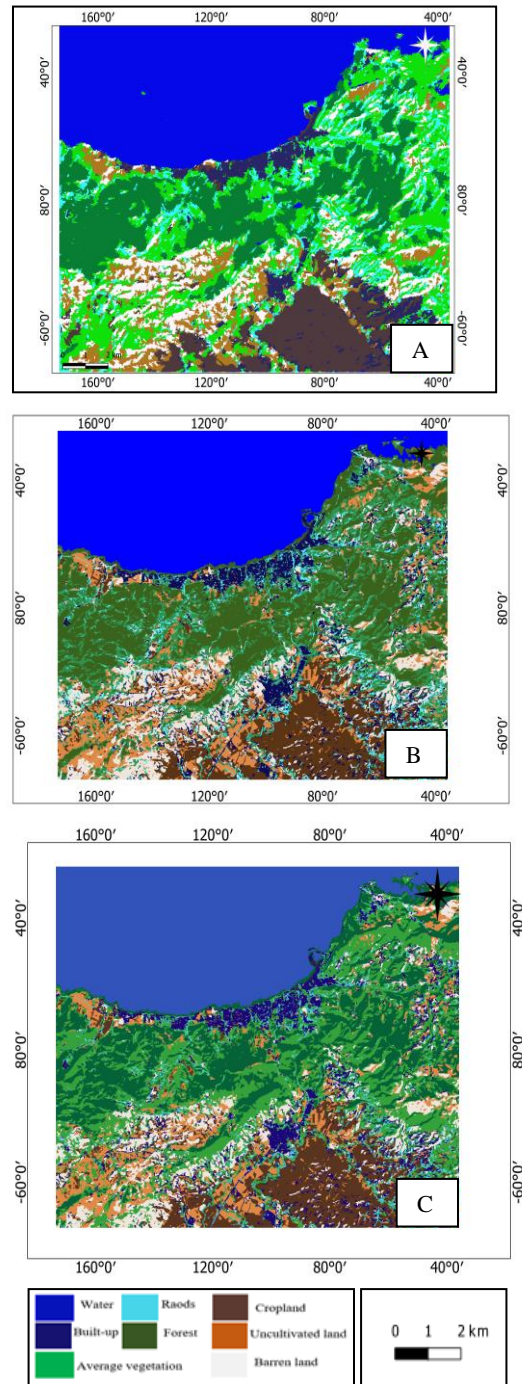 160°0′ 120°0′ 80°0′ 40°0′
40°0′ 40°0′
80°0′ 80°0′
-60°0′ -60°0′
2 km
A
160°0′ 120°0′ 80°0′ 40°0′
160°0′ 120°0′ 80°0′ 40°0′
40°0′ 40°0′
80°0′ 80°0′
-60°0′ -60°0′
B
160°0′ 120°0′ 80°0′ 40°0′
160°0′ 120°0′ 80°0′ 40°0′
40°0′ 40°0′
80°0′ 80°0′
-60°0′ -60°0′
C
160°0′ 120°0′ 80°0′ 40°0′
Water Raods Cropland
Built-up Forest Uncultivated land
Average vegetation Barren land
0 1 2 km